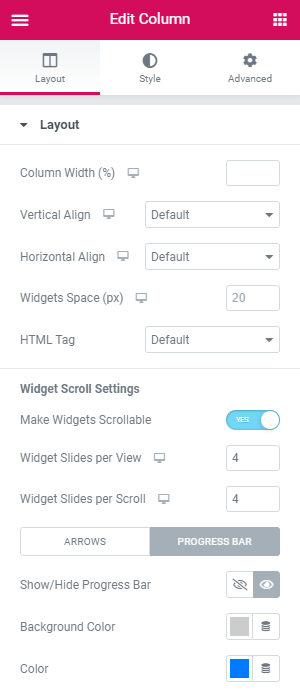 Edit Column
Layout Style Advanced
Layout
Column Width (%)
Vertical Align Default
Horizontal Align Default
Widgets Space (px) 20
HTML Tag Default
Widget Scroll Settings
Make Widgets Scrollable YES
Widget Slides per View 4
Widget Slides per Scroll 4
ARROWS PROGRESS BAR
Show/Hide Progress Bar
Background Color
Color